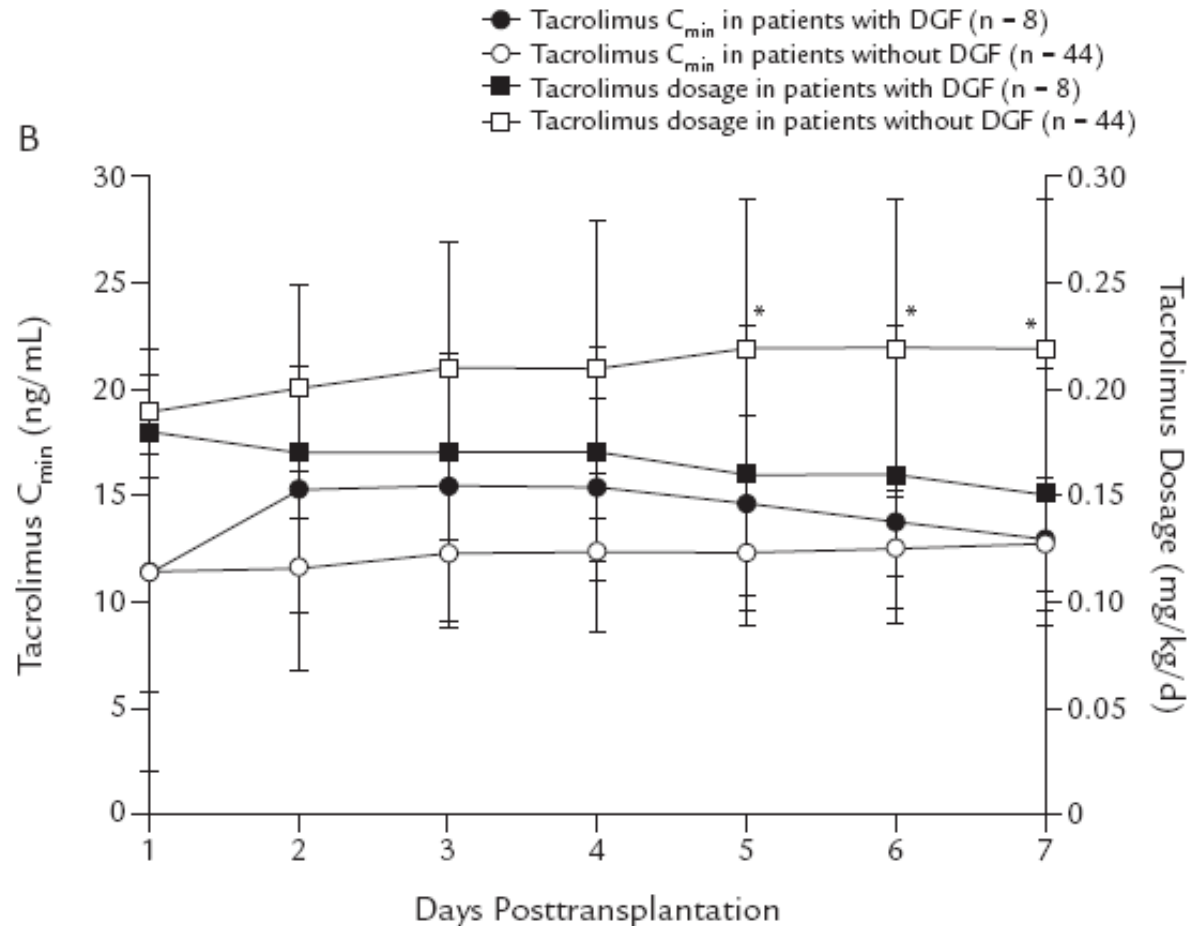 Tacrolimus Cmin in patients with DGF (n – 8)
Tacrolimus Cmin in patients without DGF (n – 44)
Tacrolimus dosage in patients with DGF (n – 8)
Tacrolimus dosage in patients without DGF (n – 44)
B
30
25
20
15
10
5
0
Tacrolimus Cmin (ng/mL)
* * *
0.30
0.25
0.20
0.15
0.10
0.05
0
Tacrolimus Dosage (mg/kg/d)
1 2 3 4 5 6 7
Days Posttransplantation